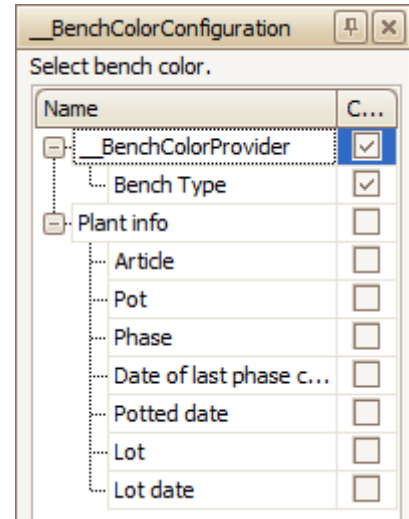 __BenchColorConfiguration
Select bench color.
Name C...
__BenchColorProvider
Bench Type
Plant info
Article
Pot
Phase
Date of last phase c...
Potted date
Lot
Lot date